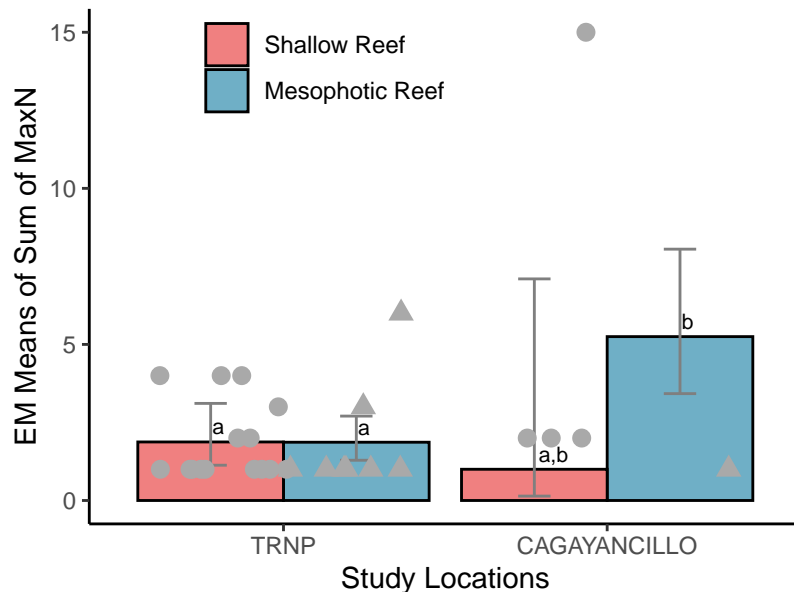 15
10
5
0
EM Means of Sum of MaxN
Shallow Reef
Mesophotic Reef
a
a
a,b
b
TRNP
CAGAYANCILLO
Study Locations